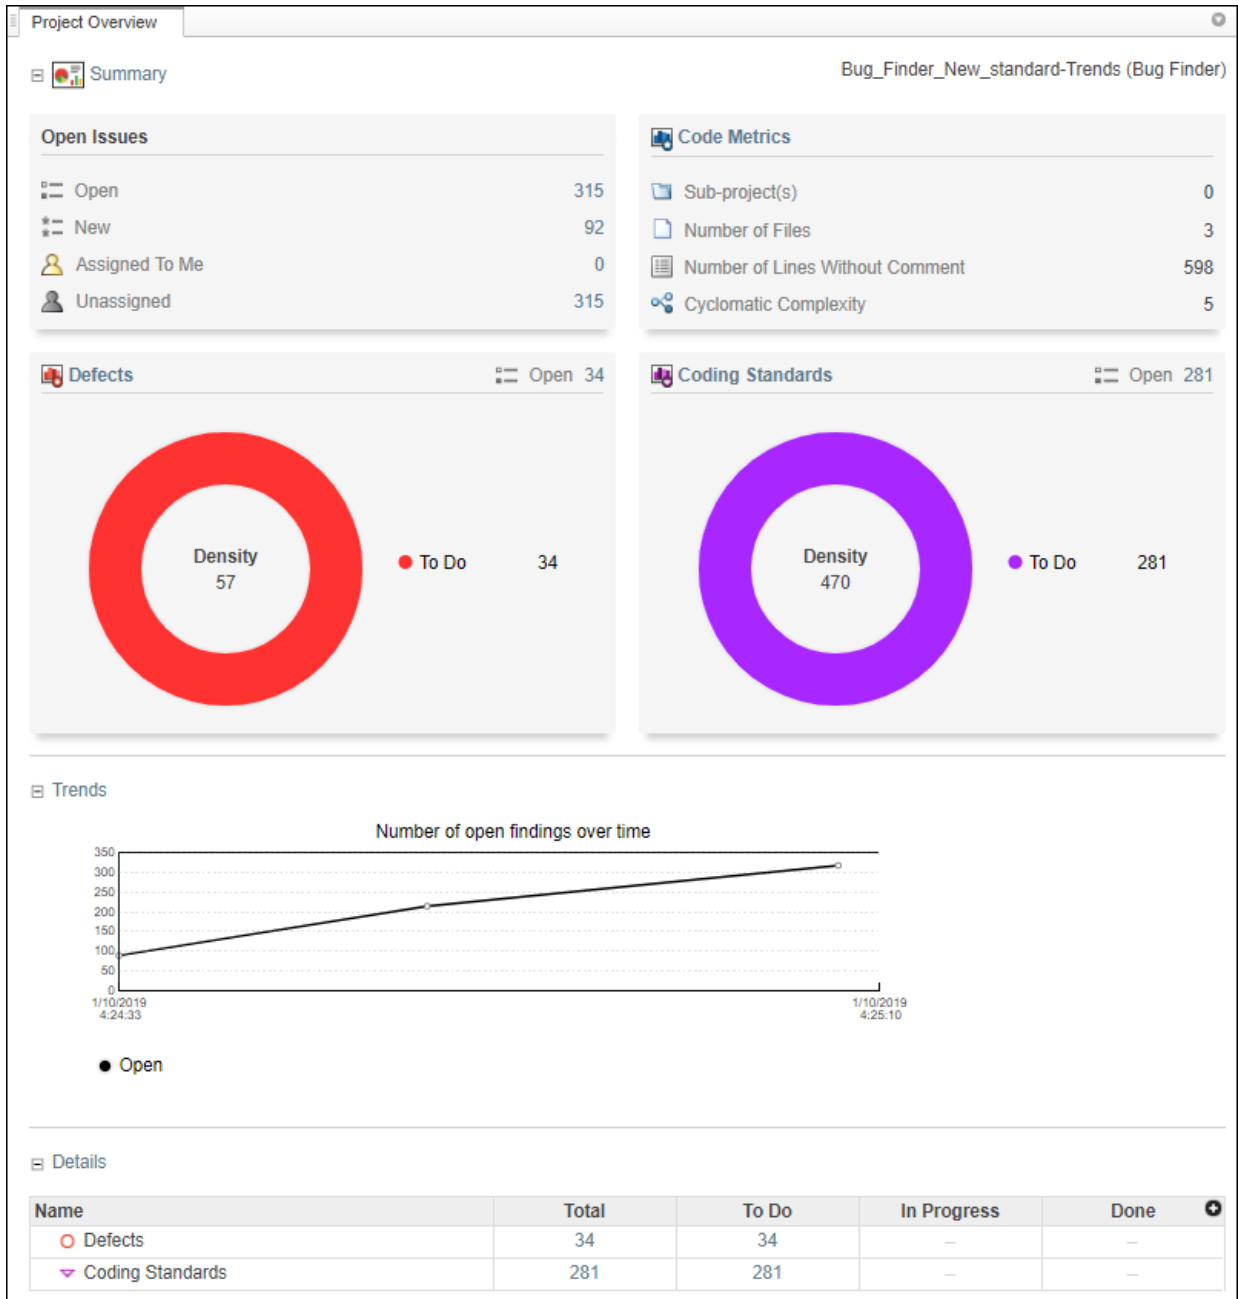 Project Overview
Summary
Bug_Finder_New_standard-Trends (Bug Finder)
Open Issues
Open 315
New 92
Assigned To Me 0
Unassigned 315
Code Metrics
Sub-project(s) 0
Number of Files 3
Number of Lines Without Comment 598
Cyclomatic Complexity 5
Defects Open 34
Density
57
To Do 34
Coding Standards Open 281
Density
470
To Do 281
Trends
Number of open findings over time
350
300
250
200
150
100
50
0
1/10/2019
4:24:33
1/10/2019
4:25:10
Open
Details
Name Total To Do In Progress Done
Defects 34 34 – –
Coding Standards 281 281 – –